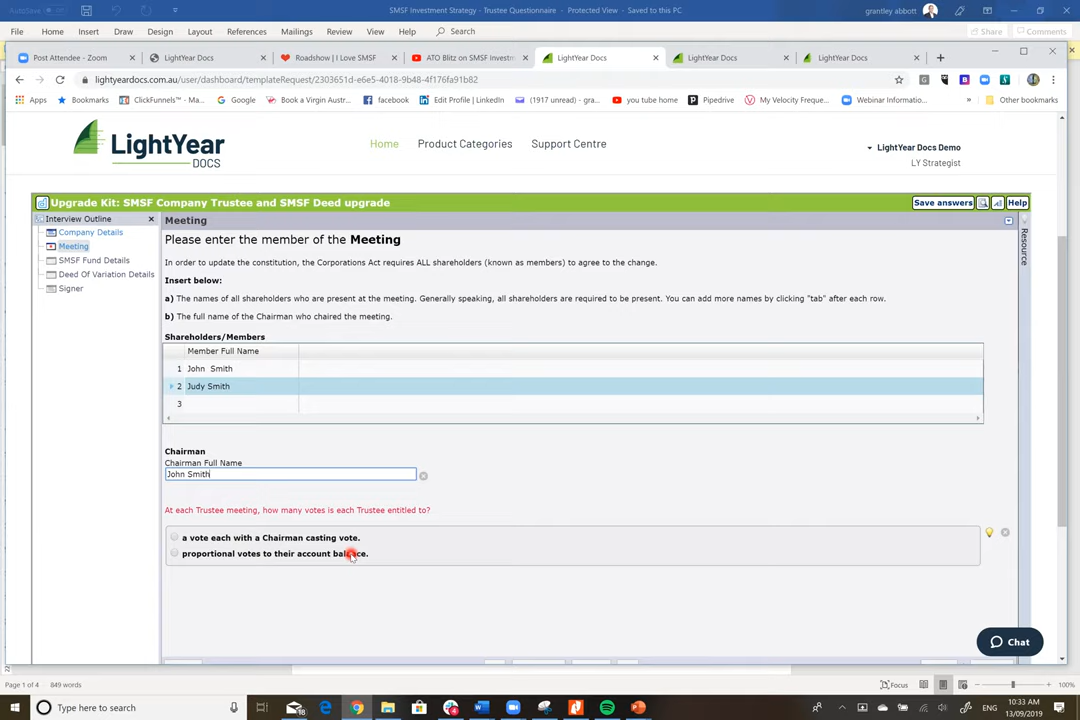 AutoSave
SMSF Investment Strategy - Trustee Questionnaire - Protected View - Saved to this PC
grantley abbott
File Home Insert Draw Design Layout References Mailings Review View Help Search Share Comments
Post Attendee - Zoom LightYear Docs Roadshow | I Love SMSF ATO Blitz on SMSF Investm LightYear Docs LightYear Docs LightYear Docs
lightyeardocs.com.au/user/dashboard/templateRequest/2303651d-e6e5-4018-9b48-4f176fa91b82
Apps Bookmarks ClickFunnels™ - Ma... Google Book a Virgin Austr... facebook Edit Profile | LinkedIn (1917 unread) - gra... you tube home Pipedrive My Velocity Freque... Webinar Informatio... » Other bookmarks
LightYear
DOCS
Home Product Categories Support Centre
LightYear Docs Demo
LY Strategist
Upgrade Kit: SMSF Company Trustee and SMSF Deed upgrade
Save answers Help
Interview Outline
Company Details
Meeting
SMSF Fund Details
Deed Of Variation Details
Signer
Meeting
Resource
Please enter the member of the Meeting
In order to update the constitution, the Corporations Act requires ALL shareholders (known as members) to agree to the change.
Insert below:
a) The names of all shareholders who are present at the meeting. Generally speaking, all shareholders are required to be present. You can add more names by clicking "tab" after each row.
b) The full name of the Chairman who chaired the meeting.
Shareholders/Members
Member Full Name
1 John Smith
2 Judy Smith
3
Chairman
Chairman Full Name
John Smith
At each Trustee meeting, how many votes is each Trustee entitled to?
a vote each with a Chairman casting vote.
proportional votes to their account balance.
Chat
Page 1 of 4 849 words
Focus
100%
Type here to search
10:33 AM
13/09/2019